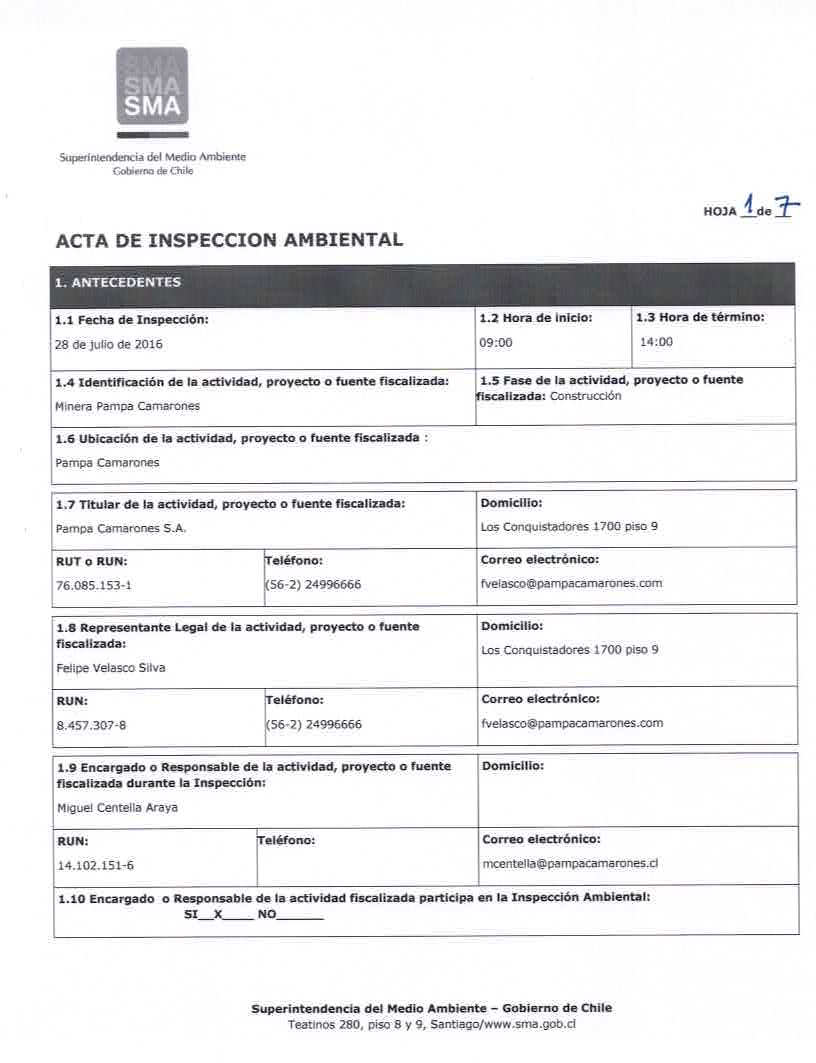 SMA
SMA
SMA
Superintendencia del Medio Ambiente
Gobierno de Chile
HOJA 1 de 7
ACTA DE INSPECCION AMBIENTAL
1. ANTECEDENTES
1.1 Fecha de Inspección:
28 de julio de 2016
1.2 Hora de inicio:
09:00
1.3 Hora de término:
14:00
1.4 Identificación de la actividad, proyecto o fuente fiscalizada:
Minera Pampa Camarones
1.5 Fase de la actividad, proyecto o fuente
fiscalizada: Construcción
1.6 Ubicación de la actividad, proyecto o fuente fiscalizada :
Pampa Camarones
1.7 Titular de la actividad, proyecto o fuente fiscalizada:
Pampa Camarones S.A.
Domicilio:
Los Conquistadores 1700 piso 9
RUT o RUN:
76.085.153-1
Teléfono:
(56-2) 24996666
Correo electrónico:
fvelasco@pampacamarones.com
1.8 Representante Legal de la actividad, proyecto o fuente
fiscalizada:
Felipe Velasco Silva
Domicilio:
Los Conquistadores 1700 piso 9
RUN:
8.457.307-8
Teléfono:
(56-2) 24996666
Correo electrónico:
fvelasco@pampacamarones.com
1.9 Encargado o Responsable de la actividad, proyecto o fuente
fiscalizada durante la Inspección:
Miguel Centella Araya
Domicilio:
RUN:
14.102.151-6
Teléfono:
Correo electrónico:
mcentella@pampacamarones.cl
1.10 Encargado o Responsable de la actividad fiscalizada participa en la Inspección Ambiental:
SI__X____ NO______
Superintendencia del Medio Ambiente – Gobierno de Chile
Teatinos 280, piso 8 y 9, Santiago/www.sma.gob.cl